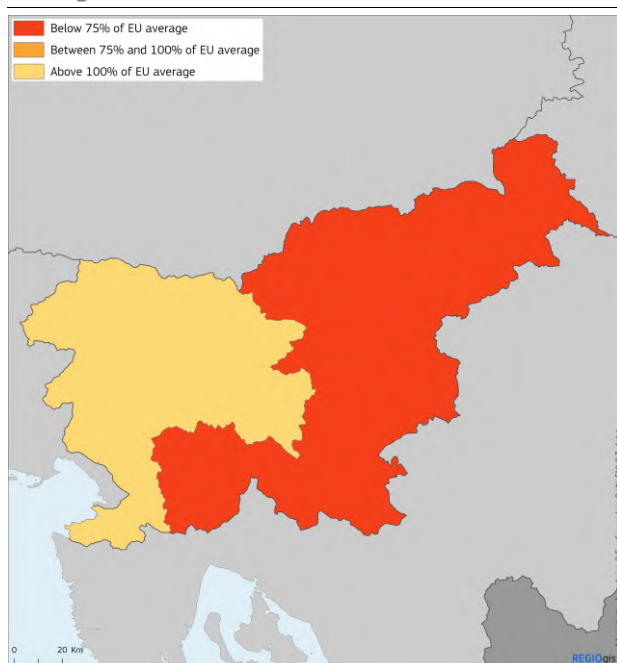 Below 75% of EU average
Between 75% and 100% of EU average
Above 100% of EU average
0 20 Km
REGIOgis